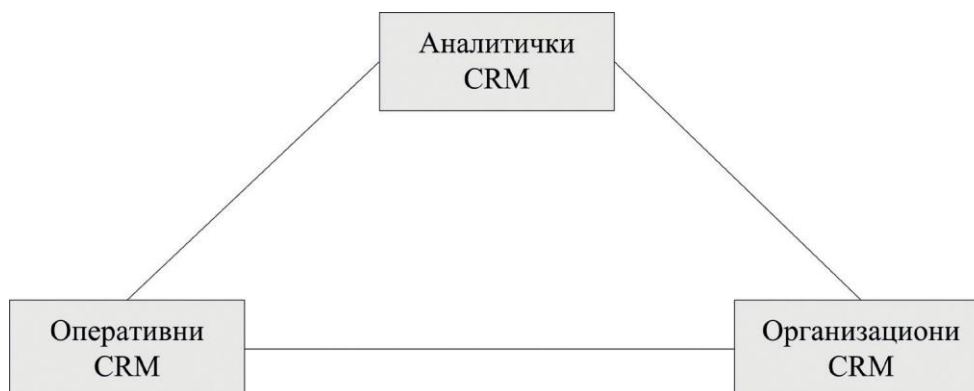 Аналитички
CRM
Оперативни
CRM
Организациони
CRM